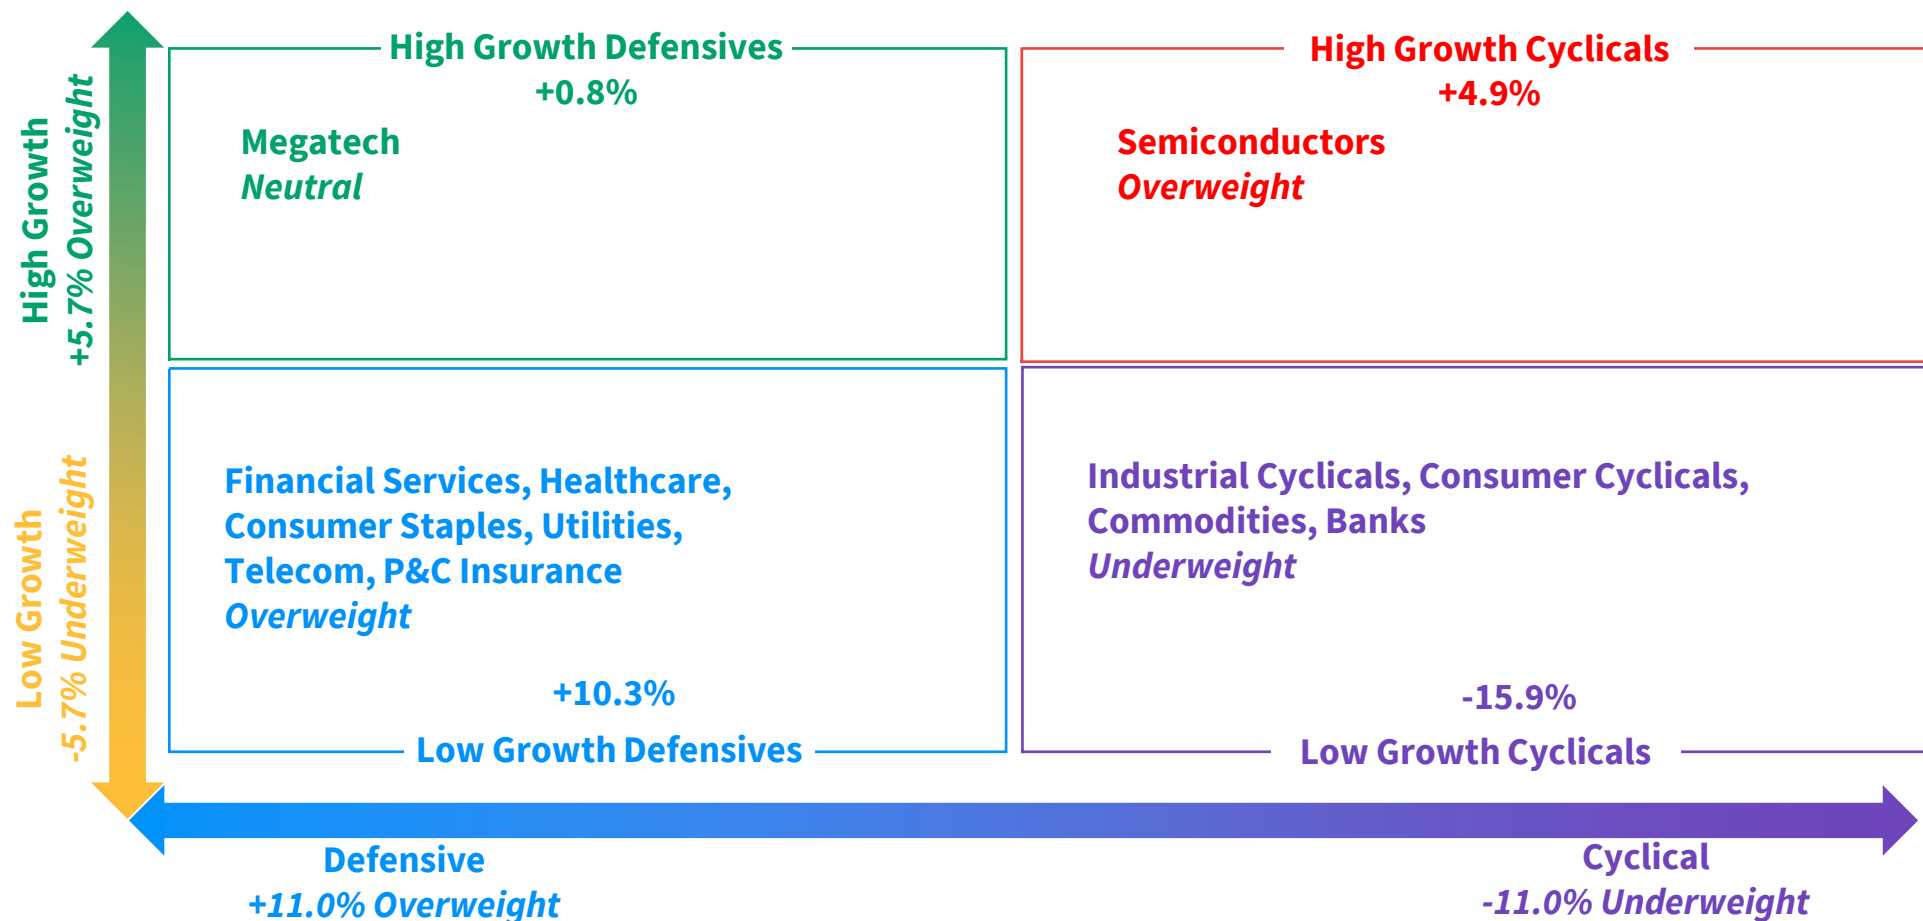 High Growth
+5.7% Overweight
Low Growth
-5.7% Underweight
High Growth Defensives
+0.8%
Megatech
Neutral
High Growth Cyclicals
+4.9%
Semiconductors
Overweight
Financial Services, Healthcare,
Consumer Staples, Utilities,
Telecom, P&C Insurance
Overweight
+10.3%
Low Growth Defensives
Industrial Cyclicals, Consumer Cyclicals,
Commodities, Banks
Underweight
-15.9%
Low Growth Cyclicals
Defensive
+11.0% Overweight
Cyclical
-11.0% Underweight